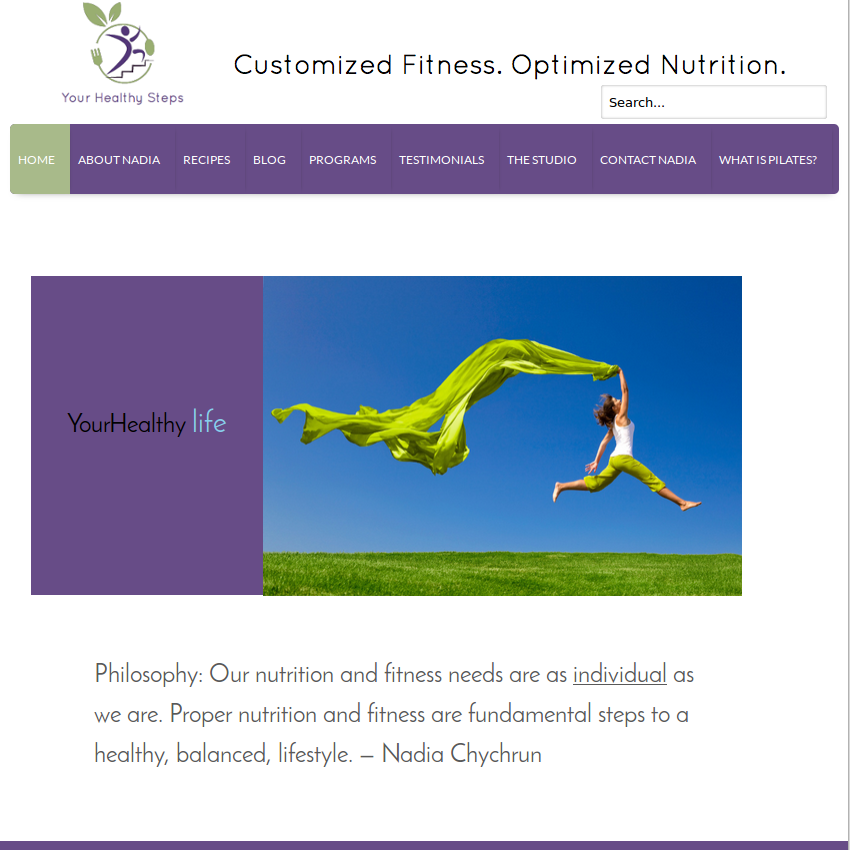 Your Healthy Steps
Customized Fitness. Optimized Nutrition.
Search...
HOME
ABOUT NADIA
RECIPES
BLOG
PROGRAMS
TESTIMONIALS
THE STUDIO
CONTACT NADIA
WHAT IS PILATES?
YourHealthy life
Philosophy: Our nutrition and fitness needs are as individual as
we are. Proper nutrition and fitness are fundamental steps to a
healthy, balanced, lifestyle. – Nadia Chychrun